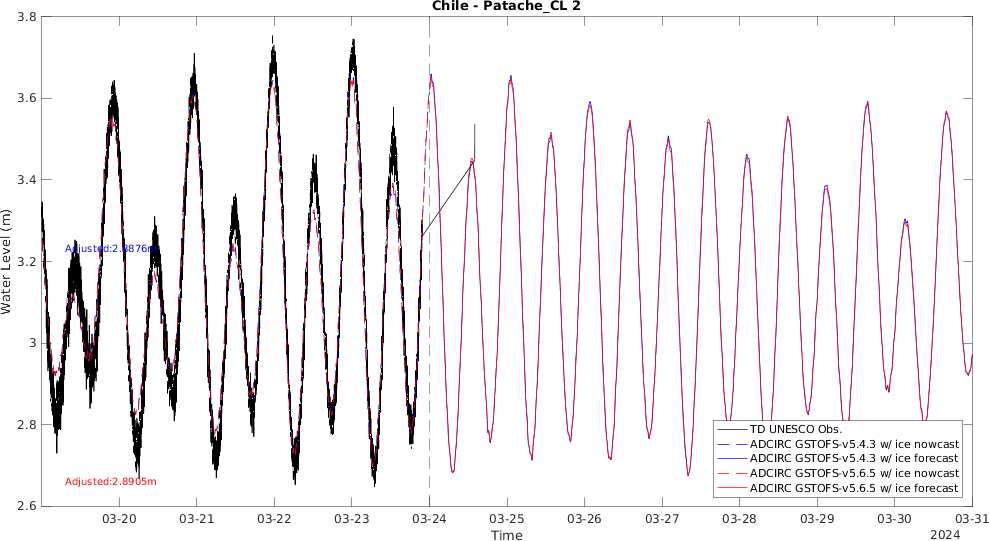 Chile - Patache_CL 2
Water Level (m)
3.8
3.6
3.4
3.2
3
2.8
2.6
Adjusted:2.8876m
Adjusted:2.8905m
TD UNESCO Obs.
ADCIRC GSTOFS-v5.4.3 w/ ice nowcast
ADCIRC GSTOFS-v5.4.3 w/ ice forecast
ADCIRC GSTOFS-v5.6.5 w/ ice nowcast
ADCIRC GSTOFS-v5.6.5 w/ ice forecast
03-20 03-21 03-22 03-23 03-24 03-25 03-26 03-27 03-28 03-29 03-30 03-31
Time
2024